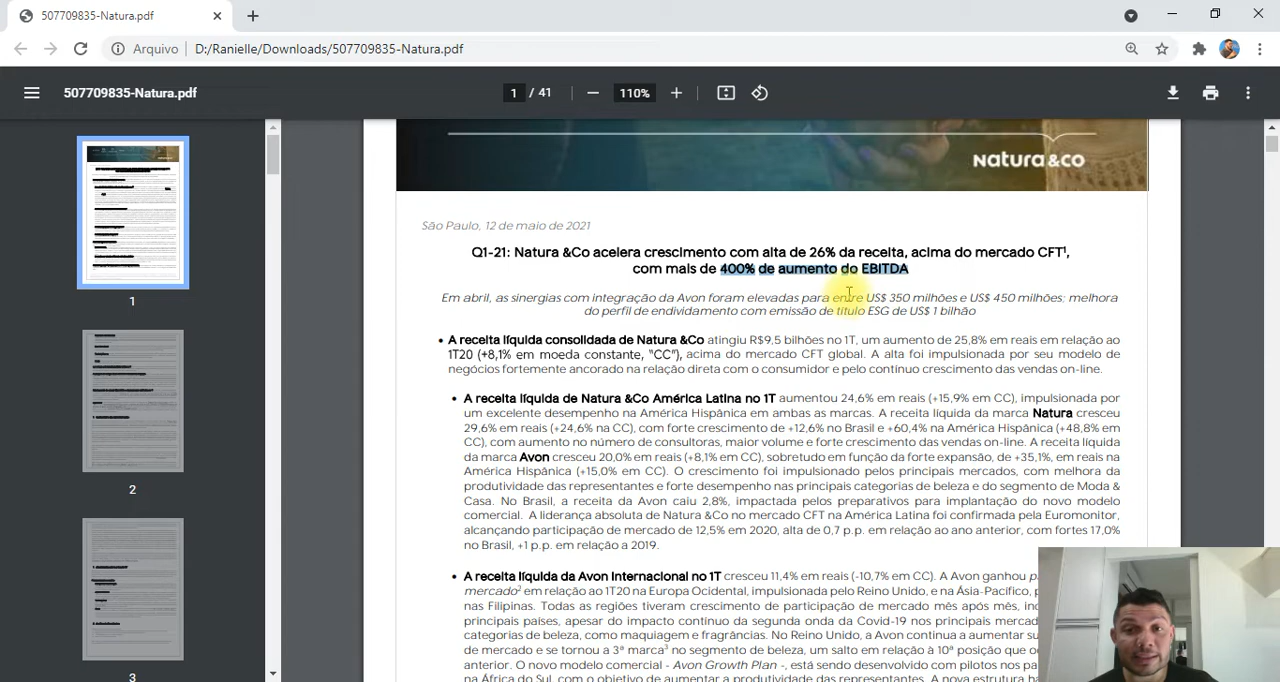 507709835-Natura.pdf
Arquivo D:/Ranielle/Downloads/507709835-Natura.pdf
507709835-Natura.pdf 1 / 41 110%
natura &co
São Paulo, 12 de maio de 2021
Q1-21: Natura &Co acelera crescimento com alta de 26% da receita, acima do mercado CFT¹,
com mais de 400% de aumento do EBITDA
Em abril, as sinergias com integração da Avon foram elevadas para entre US$ 350 milhões e US$ 450 milhões; melhora
do perfil de endividamento com emissão de título ESG de US$ 1 bilhão
• A receita líquida consolidada de Natura &Co atingiu R$9,5 bilhões no 1T, um aumento de 25,8% em reais em relação ao
1T20 (+8,1% em moeda constante, "CC"), acima do mercado CFT global. A alta foi impulsionada por seu modelo de
negócios fortemente ancorado na relação direta com o consumidor e pelo contínuo crescimento das vendas on-line.
• A receita líquida de Natura &Co América Latina no 1T aumentou 24,6% em reais (+15,9% em CC), impulsionada por
um excelente desempenho na América Hispânica em ambas as marcas. A receita líquida da marca Natura cresceu
29,6% em reais (+24,6% na CC), com forte crescimento de +12,6% no Brasil e +60,4% na América Hispânica (+48,8% em
CC), com aumento no número de consultoras, maior volume e forte crescimento das vendas on-line. A receita líquida
da marca Avon cresceu 20,0% em reais (+8,1% em CC), sobretudo em função da forte expansão, de +35,1%, em reais na
América Hispânica (+15,0% em CC). O crescimento foi impulsionado pelos principais mercados, com melhora da
produtividade das representantes e forte desempenho nas principais categorias de beleza e do segmento de Moda &
Casa. No Brasil, a receita da Avon caiu 2,8%, impactada pelos preparativos para implantação do novo modelo
comercial. A liderança absoluta de Natura &Co no mercado CFT na América Latina foi confirmada pela Euromonitor,
alcançando participação de mercado de 12,5% em 2020, alta de 0,7 p.p. em relação ao ano anterior, com fortes 17,0%
no Brasil, +1 p.p. em relação a 2019.
• A receita líquida da Avon Internacional no 1T cresceu 11,4% em reais (-10,7% em CC). A Avon ganhou
mercado² em relação ao 1T20 na Europa Ocidental, impulsionada pelo Reino Unido, e na Ásia-Pacífico,
nas Filipinas. Todas as regiões tiveram crescimento de participação de mercado mês após mês,
principais países, apesar do impacto contínuo da segunda onda da Covid-19 nos principais
categorias de beleza, como maquiagem e fragrâncias. No Reino Unido, a Avon continua a aumentar
de mercado e se tornou a 3ª marca³ no segmento de beleza, um salto em relação à 10ª posição que
anterior. O novo modelo comercial - Avon Growth Plan -, está sendo desenvolvido com pilotos nos
na África do Sul, com o objetivo de aumentar a produtividade das representantes. A nova estrutura
1
2
3